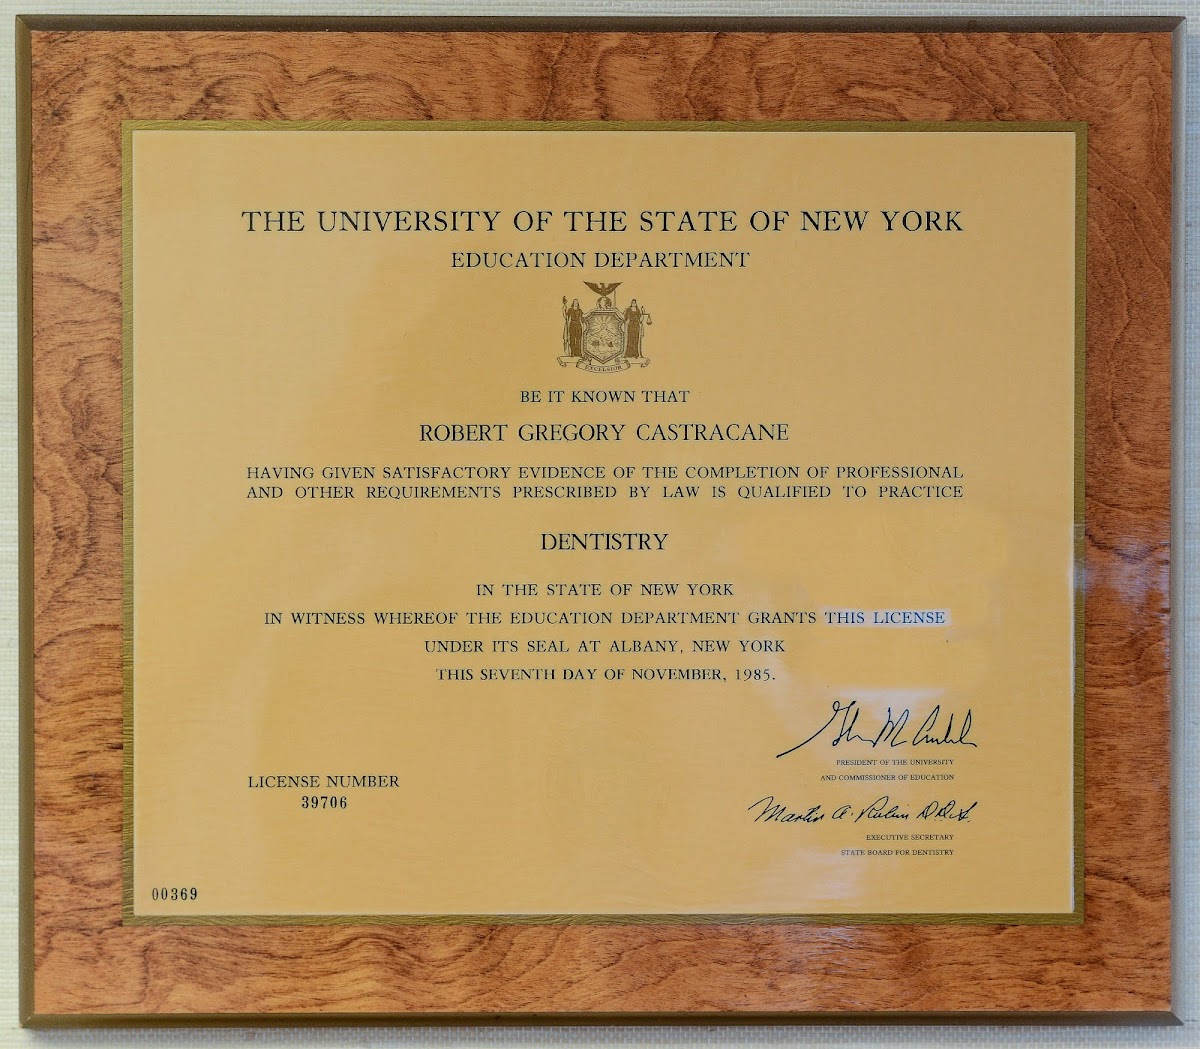 THE UNIVERSITY OF THE STATE OF NEW YORK
EDUCATION DEPARTMENT
EXCELSIOR
BE IT KNOWN THAT
ROBERT GREGORY CASTRACANE
HAVING GIVEN SATISFACTORY EVIDENCE OF THE COMPLETION OF PROFESSIONAL
AND OTHER REQUIREMENTS PRESCRIBED BY LAW IS QUALIFIED TO PRACTICE
DENTISTRY
IN THE STATE OF NEW YORK
IN WITNESS WHEREOF THE EDUCATION DEPARTMENT GRANTS THIS LICENSE
UNDER ITS SEAL AT ALBANY, NEW YORK
THIS SEVENTH DAY OF NOVEMBER, 1985.
PRESIDENT OF THE UNIVERSITY
AND COMMISSIONER OF EDUCATION
LICENSE NUMBER
39706
Martin A. Rubin D.D.S.
EXECUTIVE SECRETARY
STATE BOARD FOR DENTISTRY
00369